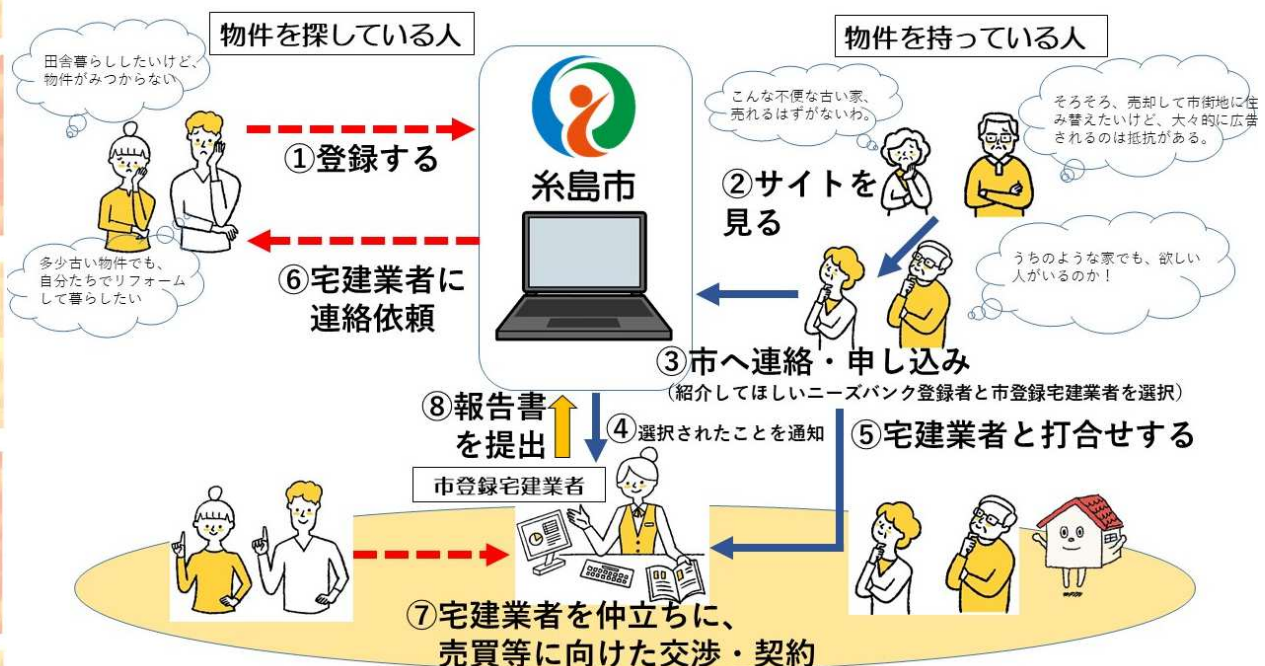 物件を探している人
田舎暮らししたいけど、
物件がみつからない
多少古い物件でも、
自分たちでリフォーム
して暮らしたい
①登録する
⑥宅建業者に
連絡依頼
糸島市
物件を持っている人
こんな不便な古い家、
売れるはずがないわ。
そろそろ、売却して市街地に住
み替えたいけど、大々的に広告
されるのは抵抗がある。
②サイトを
見る
うちのような家でも、欲しい
人がいるのか！
③市へ連絡・申し込み
（紹介してほしいニーズバンク登録者と市登録宅建業者を選択）
⑧報告書
を提出
④選択されたことを通知
⑤宅建業者と打合せする
市登録宅建業者
⑦宅建業者を仲立ちに、
売買等に向けた交渉・契約